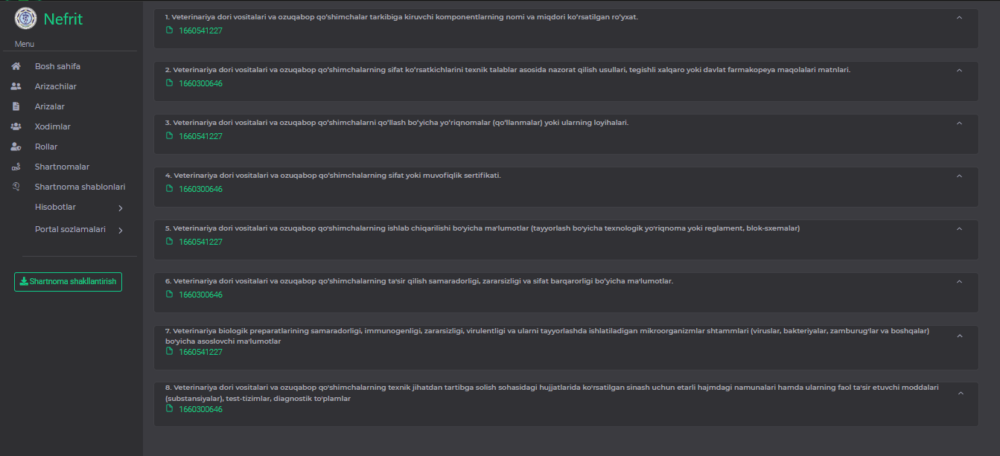 Nefrit
Menu
Bosh sahifa
Arizachilar
Arizalar
Xodimlar
Rollar
Shartnomalar
Shartnoma shablonlari
Hisobotlar
Portal sozlamalari
Shartnoma shakllantirish
1. Veterinariya dori vositalari va ozuqabop qo'shimchalar tarkibiga kiruvchi komponentlarning nomi va miqdori ko'rsatilgan ro'yxat.
1660541227
2. Veterinariya dori vositalari va ozuqabop qo'shimchalarning sifat ko'rsatkichlarini texnik talablar asosida nazorat qilish usullari, tegishli xalqaro yoki davlat farmakopeya maqolalari matnlari.
1660300646
3. Veterinariya dori vositalari va ozuqabop qo'shimchalarni qo'llash bo'yicha yo'riqnomalar (qo'llanmalar) yoki ularning loyihalari.
1660541227
4. Veterinariya dori vositalari va ozuqabop qo'shimchalarning sifat yoki muvofiqlik sertifikati.
1660300646
5. Veterinariya dori vositalari va ozuqabop qo'shimchalarning ishlab chiqarilishi bo'yicha ma'lumotlar (tayyorlash bo'yicha texnologik yo'riqnoma yoki reglament, blok-sxemalar)
1660541227
6. Veterinariya dori vositalari va ozuqabop qo'shimchalarning ta'sir qilish samaradorligi, zararsizligi va sifat barqarorligi bo'yicha ma'lumotlar.
1660300646
7. Veterinariya biologik preparatlarining samaradorligi, immunogenligi, zararsizligi, virulentligi va ularni tayyorlashda ishlatiladigan mikroorganizmlar shtammlari (viruslar, bakteriyalar, zamburug'lar va boshqalar)
bo'yicha asoslovchi ma'lumotlar
1660541227
8. Veterinariya dori vositalari va ozuqabop qo'shimchalarning texnik jihatdan tartibga solish sohasidagi hujjatlarida ko'rsatilgan sinash uchun etarli hajmdagi namunalari hamda ularning faol ta'sir etuvchi moddalari
(substansiyalar), test-tizimlar, diagnostik to'plamlar
1660300646